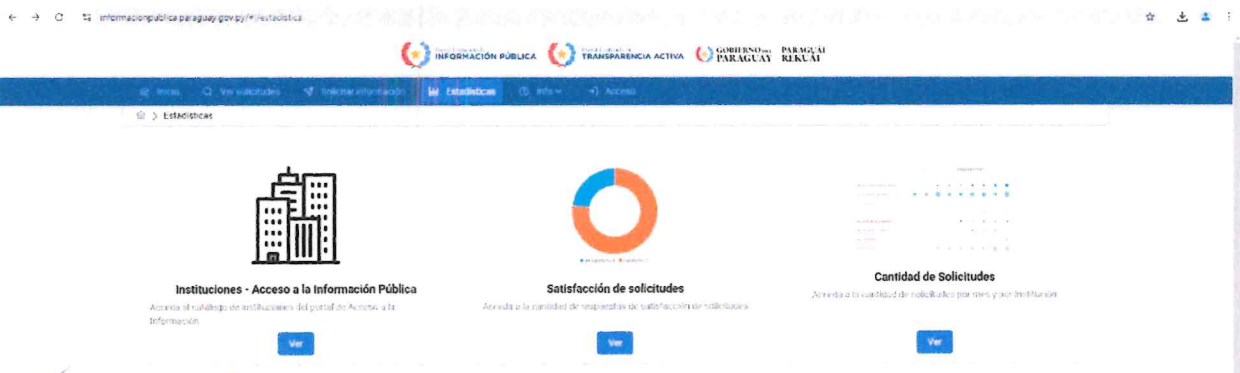 informacionpublica.paraguay.gov.py/#!/estadistica
INFORMACIÓN PÚBLICA
TRANSPARENCIA ACTIVA
GOBIERNO DEL PARAGUAY
PARAGUÁI REKUÁI
Inicio Ver solicitudes Solicitar información Estadísticas Info Acceso
> Estadísticas
Instituciones - Acceso a la Información Pública
Acceda al catálogo de instituciones del portal de Acceso a la
Información
Ver
Satisfacción de solicitudes
Acceda a la cantidad de respuestas de satisfacción de solicitudes
Ver
Cantidad de Solicitudes
Acceda a la cantidad de solicitudes por mes y por Institución
Ver